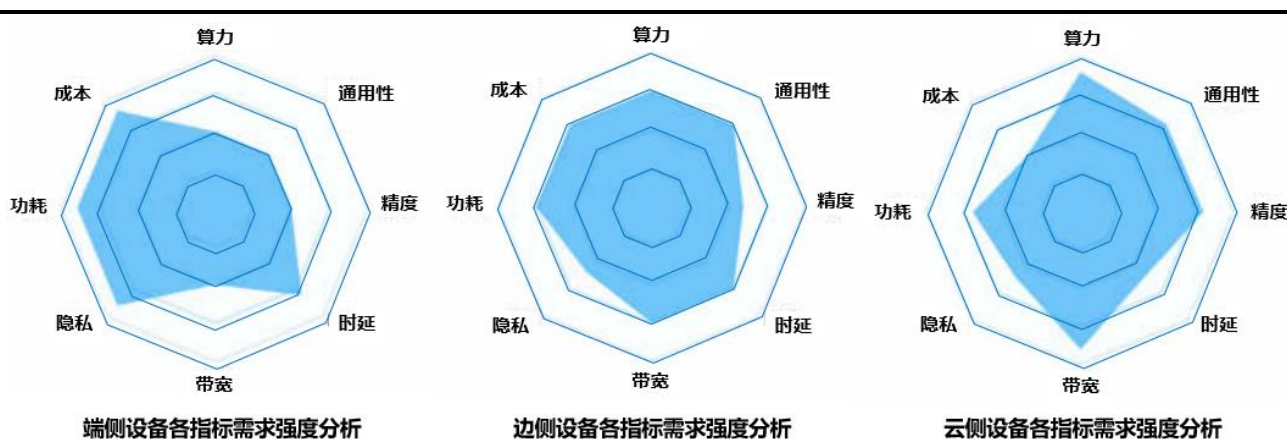 算力
成本
通用性
功耗
精度
隐私
时延
带宽
端侧设备各指标需求强度分析
算力
成本
通用性
功耗
精度
隐私
时延
带宽
边侧设备各指标需求强度分析
算力
成本
通用性
功耗
精度
隐私
时延
带宽
云侧设备各指标需求强度分析